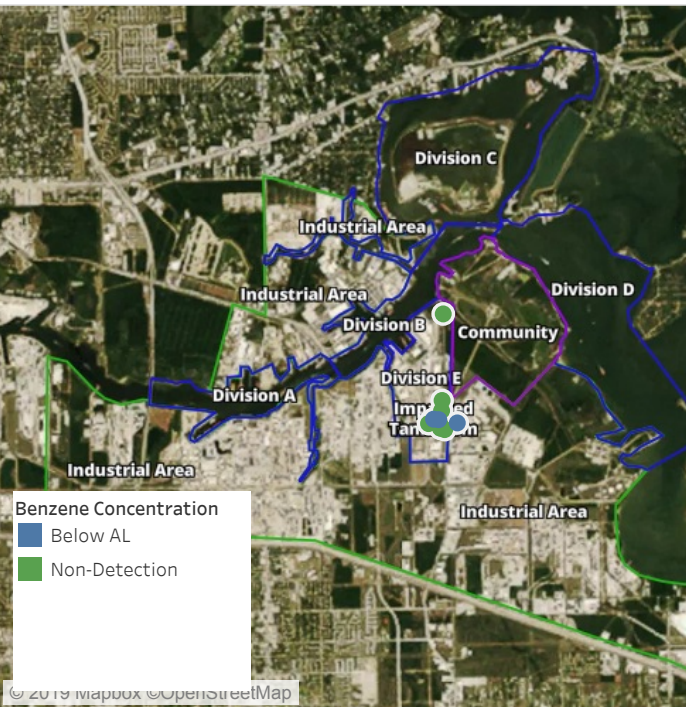 Division C
Industrial Area
Division D
Industrial Area
Division B
Community
Division E
Division A
Industrial Area
Industrial Area
Benzene Concentration
Below AL
Non-Detection
© 2019 Mapbox ©OpenStreetMap